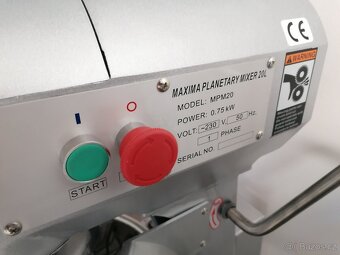 CE
WARNING
MAXIMA PLANETARY MIXER 20L
MODEL: MPM20
POWER: 0.75 kW
VOLT: ~230 V. 50 Hz.
1 PHASE
SERIAL NO
I
O
START